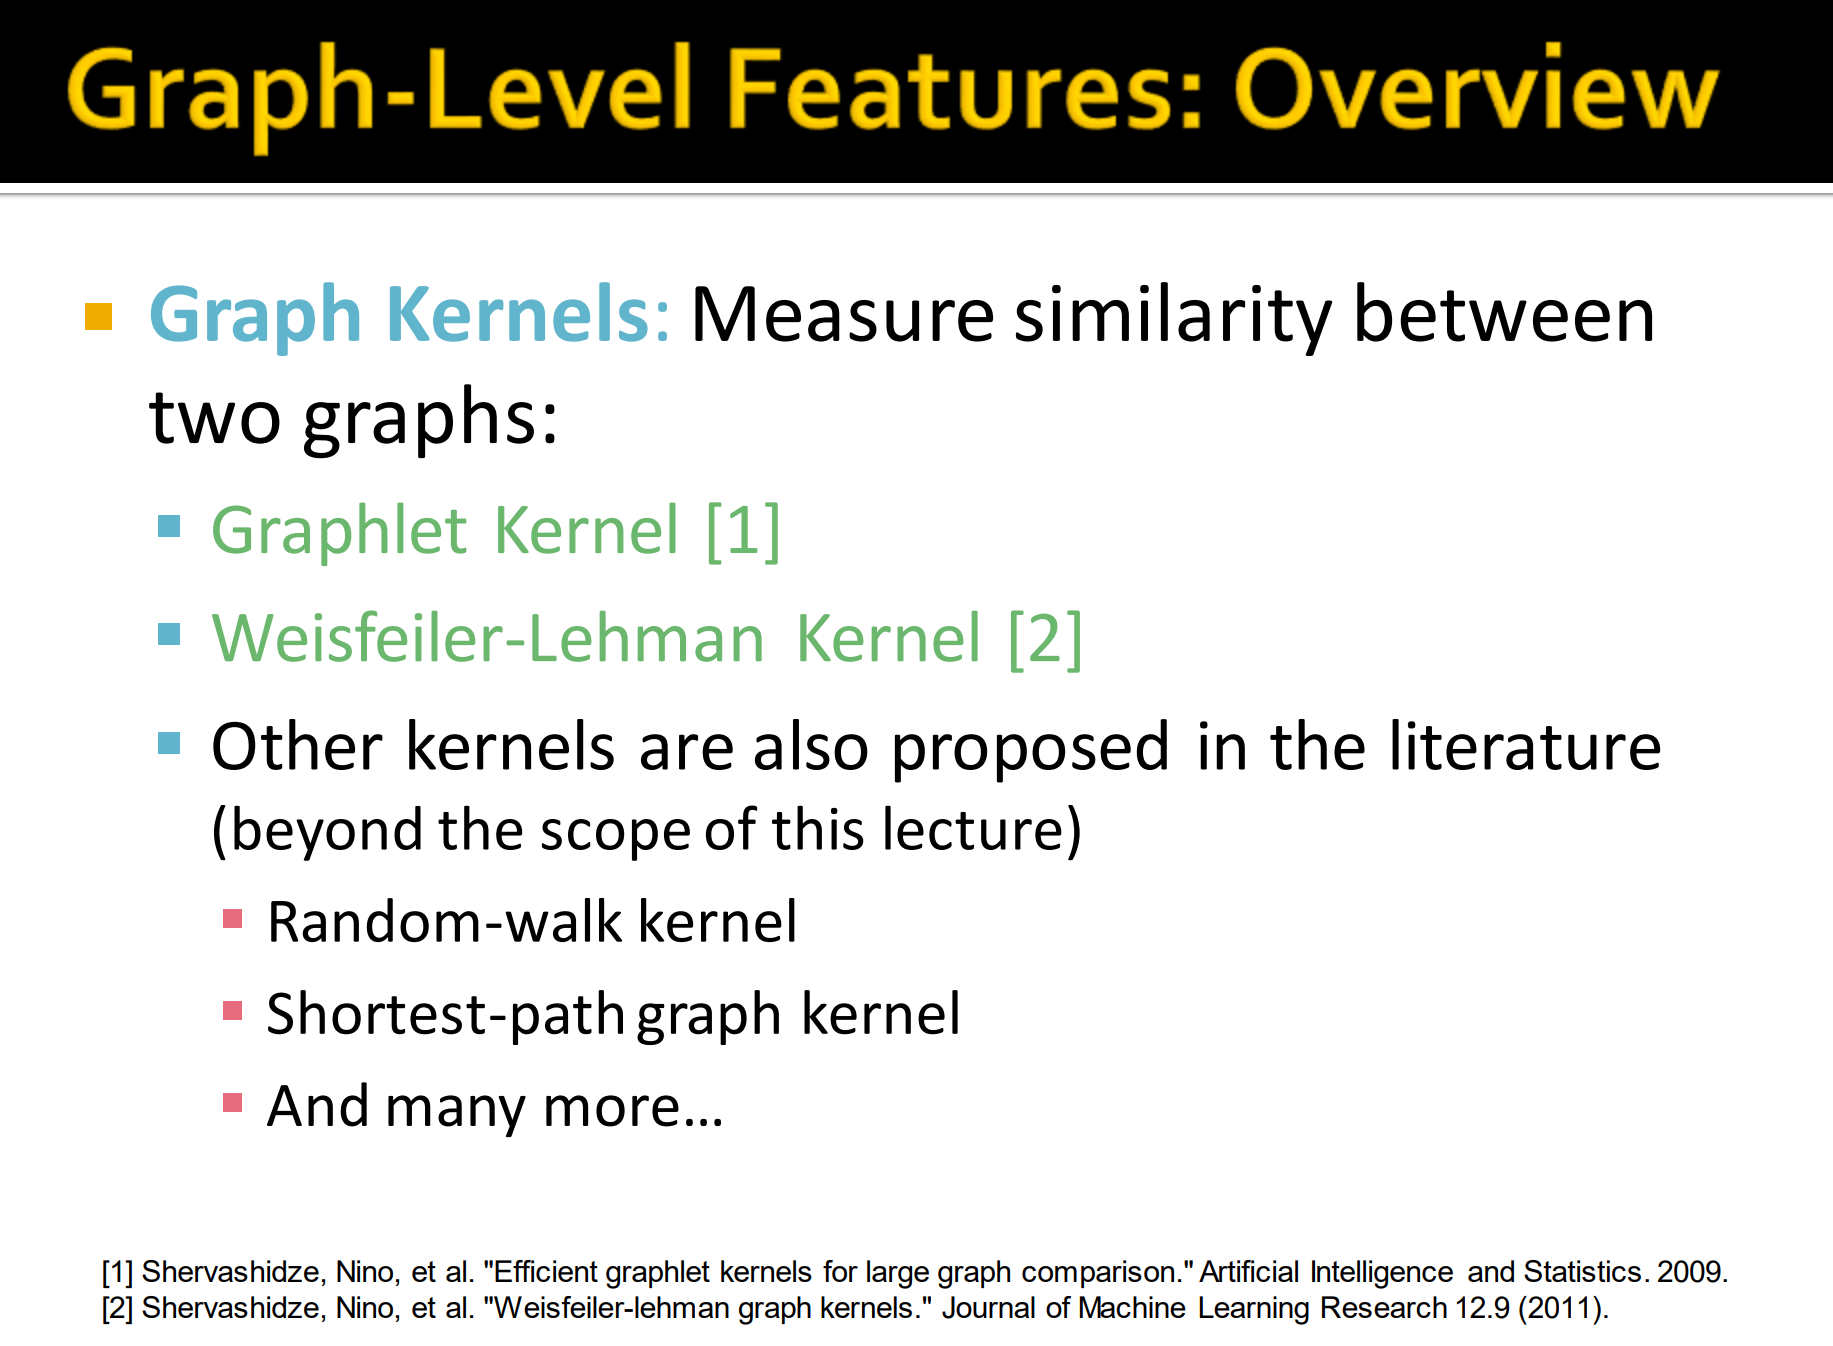 Graph-Level Features: Overview
Graph Kernels: Measure similarity between
two graphs:
Graphlet Kernel [1]
Weisfeiler-Lehman Kernel [2]
Other kernels are also proposed in the literature
(beyond the scope of this lecture)
Random-walk kernel
Shortest-path graph kernel
And many more…
[1] Shervashidze, Nino, et al. "Efficient graphlet kernels for large graph comparison." Artificial Intelligence and Statistics. 2009.
[2] Shervashidze, Nino, et al. "Weisfeiler-lehman graph kernels." Journal of Machine Learning Research 12.9 (2011).